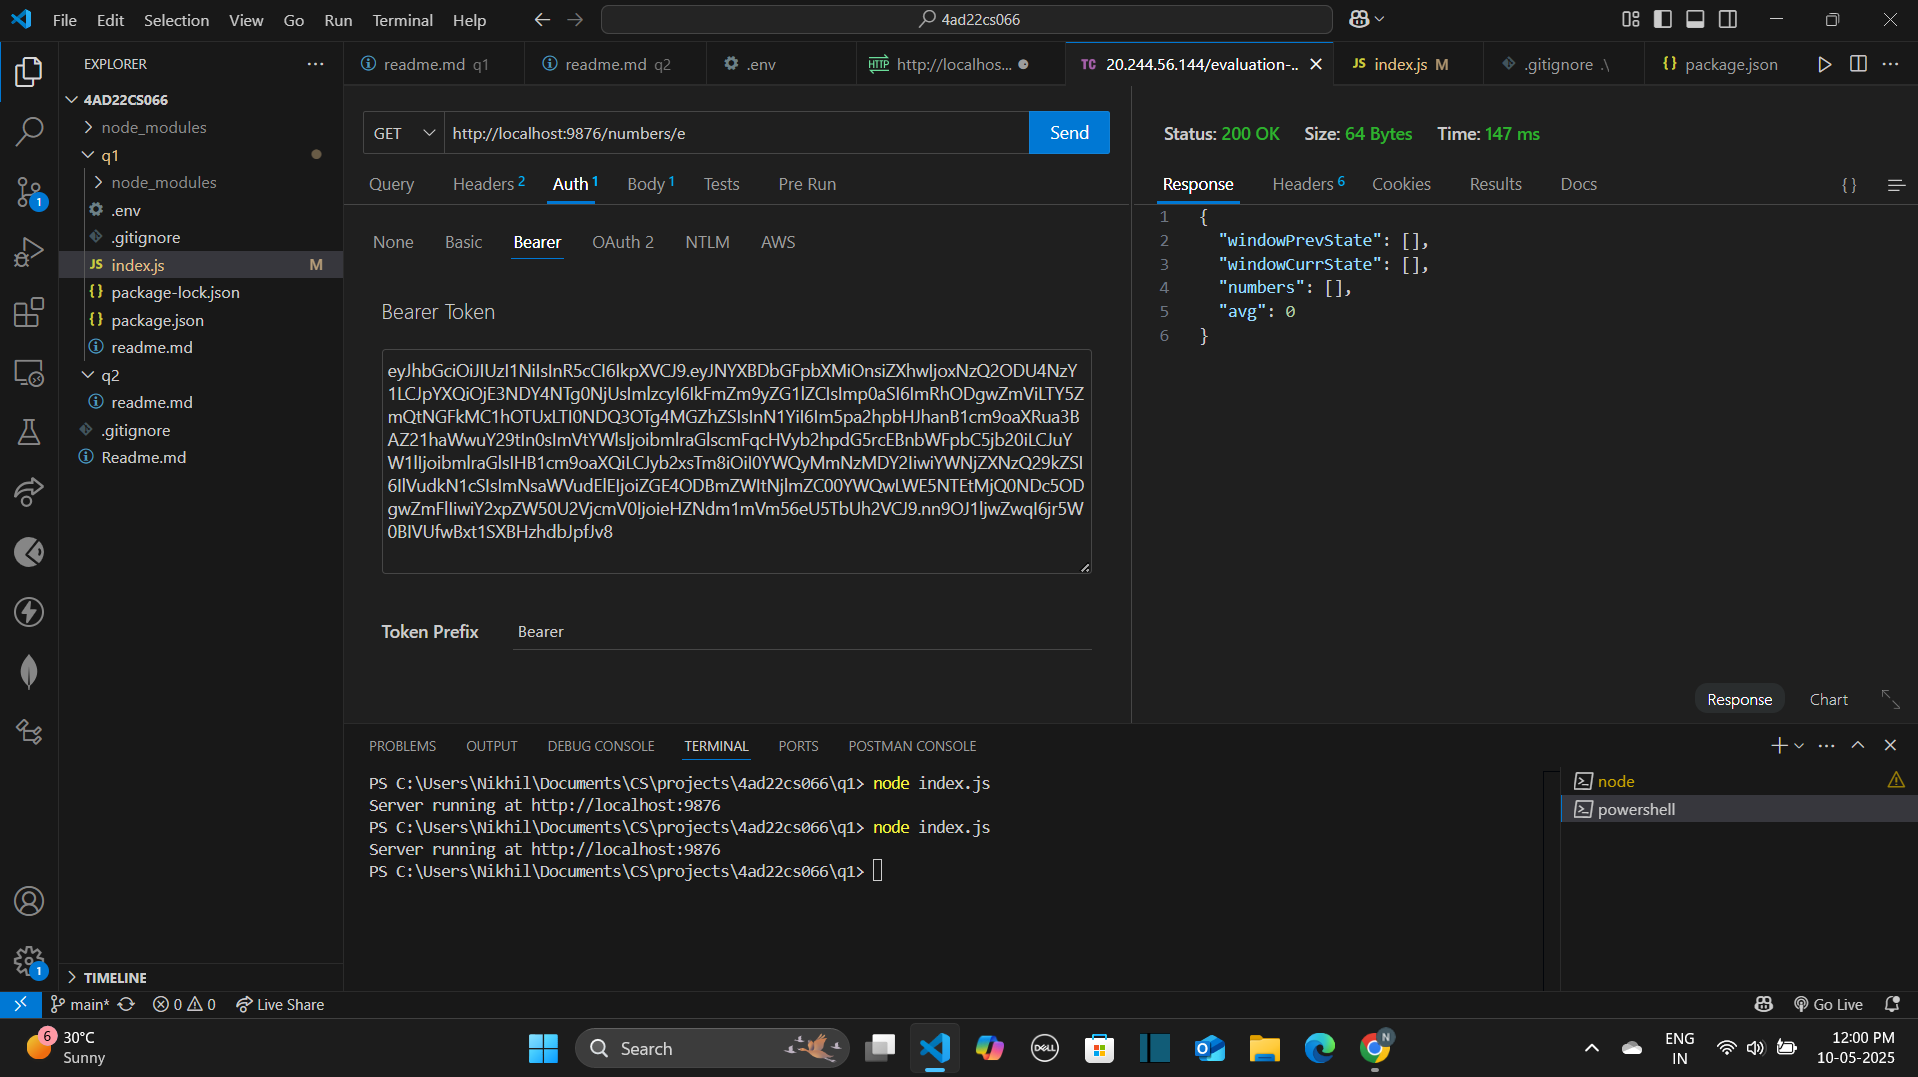 File Edit Selection View Go Run Terminal Help
4ad22cs066
EXPLORER
4AD22CS066
node_modules
q1
node_modules
.env
.gitignore
JS index.js M
{} package-lock.json
{} package.json
readme.md
q2
readme.md
.gitignore
Readme.md
TIMELINE
1
1
readme.md q1
readme.md q2
.env
HTTP http://localhos...
TC 20.244.56.144/evaluation-..
JS index.js M
.gitignore .\
{} package.json
GET http://localhost:9876/numbers/e Send
Query Headers 2 Auth 1 Body 1 Tests Pre Run
None Basic Bearer OAuth 2 NTLM AWS
Bearer Token
Token Prefix Bearer
Status: 200 OK Size: 64 Bytes Time: 147 ms
Response Headers 6 Cookies Results Docs {}
1 {
2 "windowPrevState": [],
3 "windowCurrState": [],
4 "numbers": [],
5 "avg": 0
6 }
Response Chart
PROBLEMS OUTPUT DEBUG CONSOLE TERMINAL PORTS POSTMAN CONSOLE
PS C:\Users\Nikhil\Documents\CS\projects\4ad22cs066\q1> node index.js
Server running at http://localhost:9876
PS C:\Users\Nikhil\Documents\CS\projects\4ad22cs066\q1> node index.js
Server running at http://localhost:9876
PS C:\Users\Nikhil\Documents\CS\projects\4ad22cs066\q1>
node
powershell
main* 0 0 Live Share
Go Live
6
30°C
Sunny
Search
DELL
N
ENG
IN
12:00 PM
10-05-2025